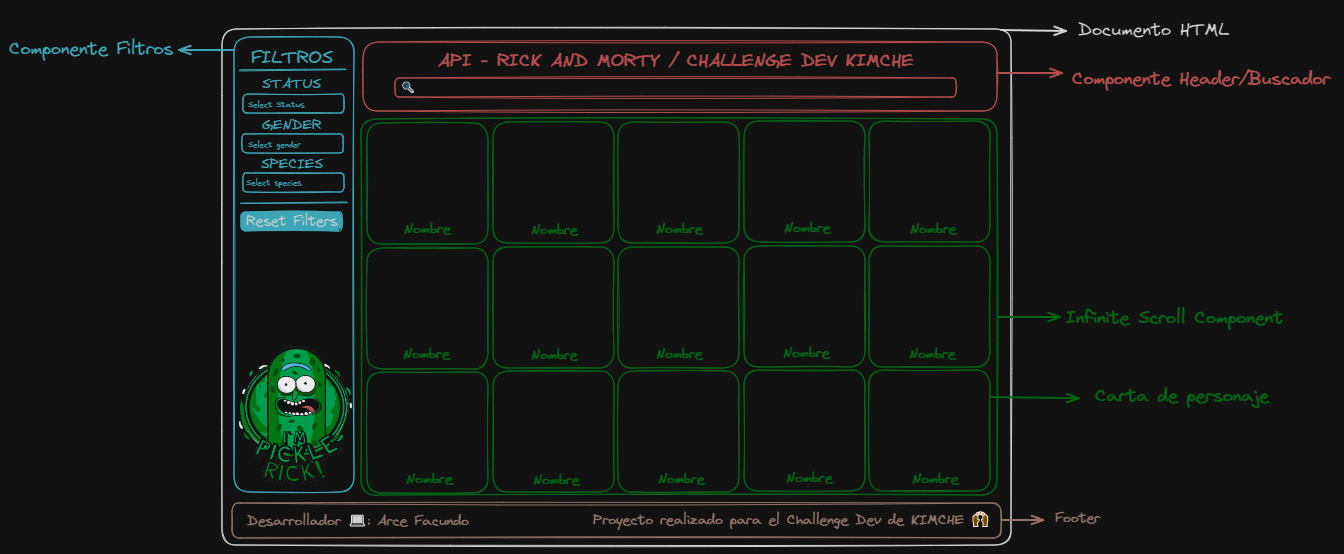 Componente Filtros
Documento HTML
Componente Header/Buscador
FILTROS
STATUS
Select Status
GENDER
Select gender
SPECIES
Select species
Reset Filters
I'M
PICKLE
RICK!
API - RICK AND MORTY / CHALLENGE DEV KIMCHE
Nombre Nombre Nombre Nombre Nombre
Nombre Nombre Nombre Nombre Nombre
Nombre Nombre Nombre Nombre Nombre
Infinite Scroll Component
Carta de personaje
Desarrollador 💻: Arce Facundo
Proyecto realizado para el Challenge Dev de KIMCHE
Footer